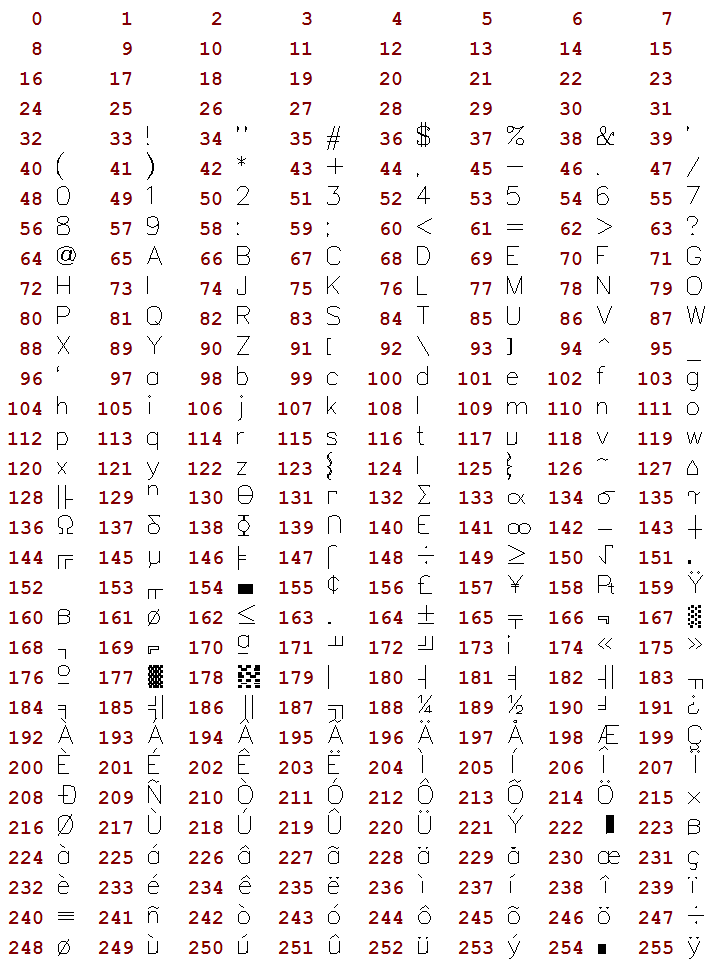 0 1 2 3 4 5 6 7
8 9 10 11 12 13 14 15
16 17 18 19 20 21 22 23
24 25 26 27 28 29 30 31
32 33 ! 34 " 35 # 36 $ 37 % 38 & 39 '
40 ( 41 ) 42 * 43 + 44 , 45 – 46 . 47 /
48 0 49 1 50 2 51 3 52 4 53 5 54 6 55 7
56 8 57 9 58 : 59 ; 60 < 61 = 62 > 63 ?
64 @ 65 A 66 B 67 C 68 D 69 E 70 F 71 G
72 H 73 I 74 J 75 K 76 L 77 M 78 N 79 O
80 P 81 Q 82 R 83 S 84 T 85 U 86 V 87 W
88 X 89 Y 90 Z 91 [ 92 \ 93 ] 94 ^ 95 _
96 ‘ 97 a 98 b 99 c 100 d 101 e 102 f 103 g
104 h 105 i 106 j 107 k 108 l 109 m 110 n 111 o
112 p 113 q 114 r 115 s 116 t 117 u 118 v 119 w
120 x 121 y 122 z 123 { 124 | 125 } 126 ~ 127 ⌂
128 ╟ 129 ⁿ 130 Θ 131 ┌ 132 Σ 133 α 134 σ 135 τ
136 Ω 137 δ 138 Φ 139 ∩ 140 E 141 ∞ 142 ─ 143 ┼
144 ╔ 145 µ 146 ╞ 147 ⌠ 148 ÷ 149 ≥ 150 √ 151 .
152 153 ╓ 154 ■ 155 ¢ 156 £ 157 ¥ 158 ₧ 159 Ÿ
160 ß 161 ø 162 ≤ 163 . 164 ± 165 ╤ 166 ╕ 167 ▒
168 ┐ 169 ╒ 170 ª 171 ╨ 172 ╝ 173 i 174 « 175 »
176 º 177 ▓ 178 ▒ 179 │ 180 ┤ 181 ╡ 182 ╢ 183 ╖
184 ╕ 185 ╣ 186 ║ 187 ╗ 188 ¼ 189 ½ 190 ╛ 191 ¿
192 À 193 Á 194 Â 195 Ã 196 Ä 197 Å 198 Æ 199 Ç
200 È 201 É 202 Ê 203 Ë 204 Ì 205 Í 206 Î 207 Ï
208 Ð 209 Ñ 210 Ò 211 Ó 212 Ô 213 Õ 214 Ö 215 ×
216 Ø 217 Ù 218 Ú 219 Û 220 Ü 221 Ý 222 ▐ 223 ß
224 à 225 á 226 â 227 ã 228 ä 229 å 230 æ 231 ç
232 è 233 é 234 ê 235 ë 236 ì 237 í 238 î 239 ï
240 ≡ 241 ñ 242 ò 243 ó 244 ô 245 õ 246 ö 247 ÷
248 ø 249 ù 250 ú 251 û 252 ü 253 ý 254 ■ 255 ÿ